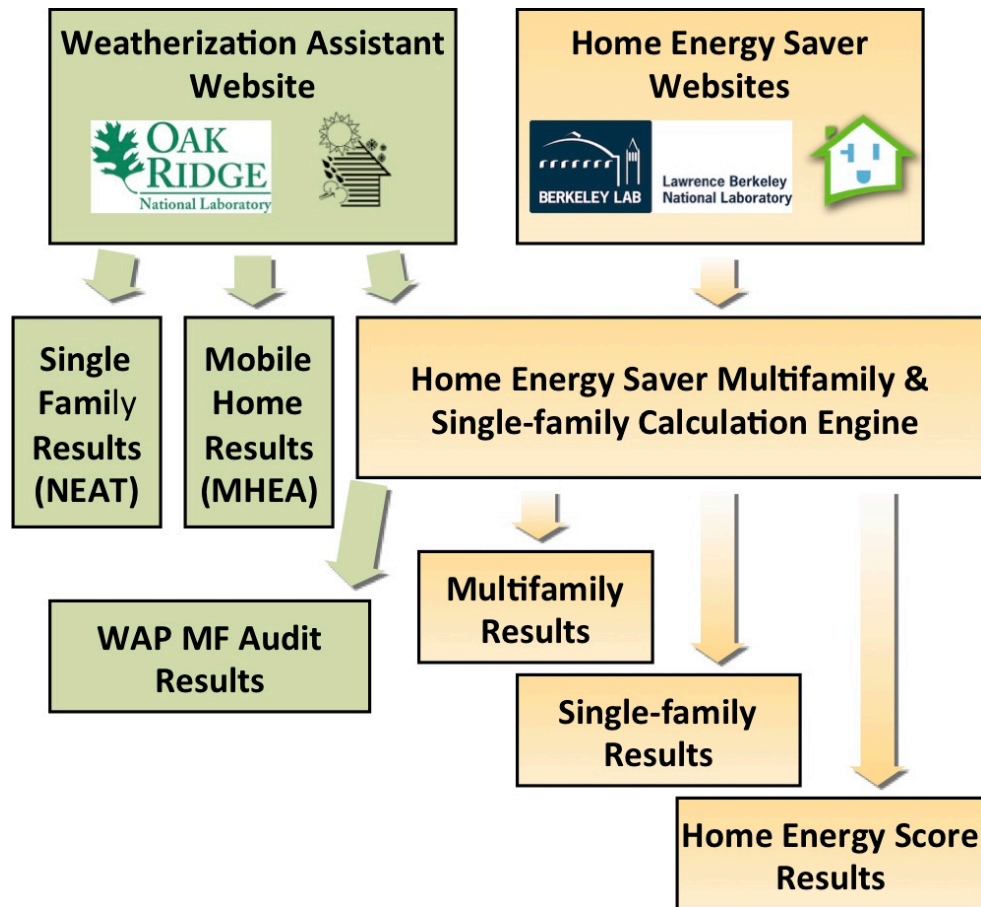 Weatherization Assistant
Website
OAK
RIDGE
National Laboratory
Home Energy Saver
Websites
BERKELEY LAB
Lawrence Berkeley
National Laboratory
Single
Family
Results
(NEAT)
Mobile
Home
Results
(MHEA)
Home Energy Saver Multifamily &
Single-family Calculation Engine
WAP MF Audit
Results
Multifamily
Results
Single-family
Results
Home Energy Score
Results